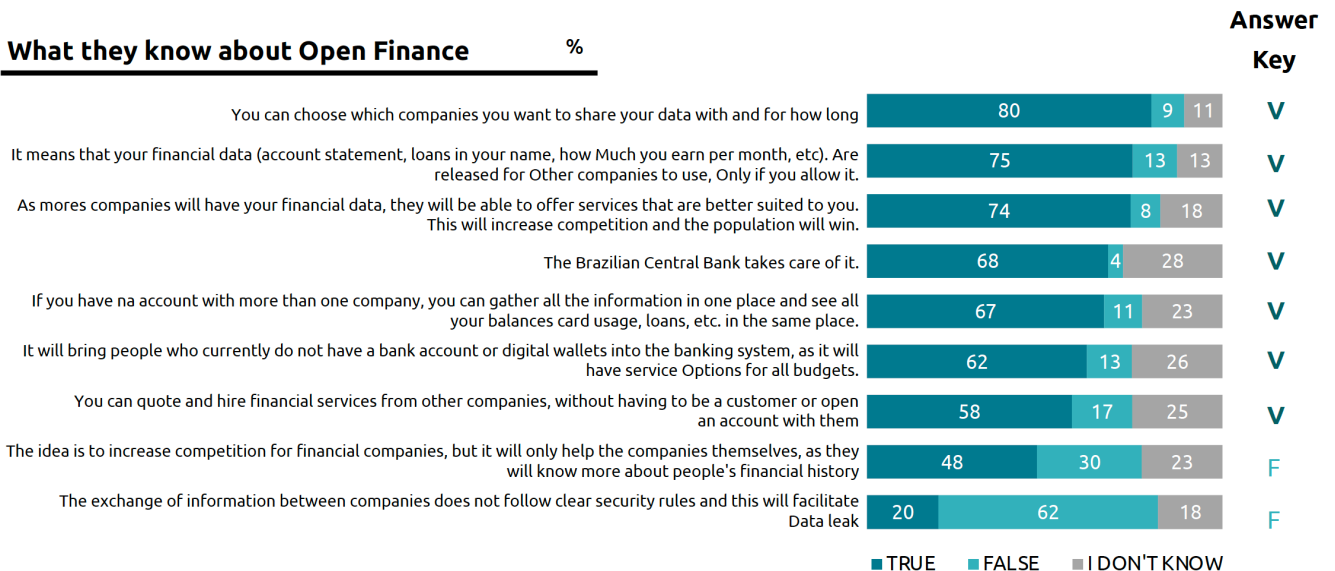 Answer
Key
What they know about Open Finance %
You can choose which companies you want to share your data with and for how long 80 9 11 V
It means that your financial data (account statement, loans in your name, how Much you earn per month, etc). Are
released for Other companies to use, Only if you allow it. 75 13 13 V
As mores companies will have your financial data, they will be able to offer services that are better suited to you.
This will increase competition and the population will win. 74 8 18 V
The Brazilian Central Bank takes care of it. 68 4 28 V
If you have na account with more than one company, you can gather all the information in one place and see all
your balances card usage, loans, etc. in the same place. 67 11 23 V
It will bring people who currently do not have a bank account or digital wallets into the banking system, as it will
have service Options for all budgets. 62 13 26 V
You can quote and hire financial services from other companies, without having to be a customer or open
an account with them 58 17 25 V
The idea is to increase competition for financial companies, but it will only help the companies themselves, as they
will know more about people's financial history 48 30 23 F
The exchange of information between companies does not follow clear security rules and this will facilitate
Data leak 20 62 18 F
TRUE FALSE I DON'T KNOW